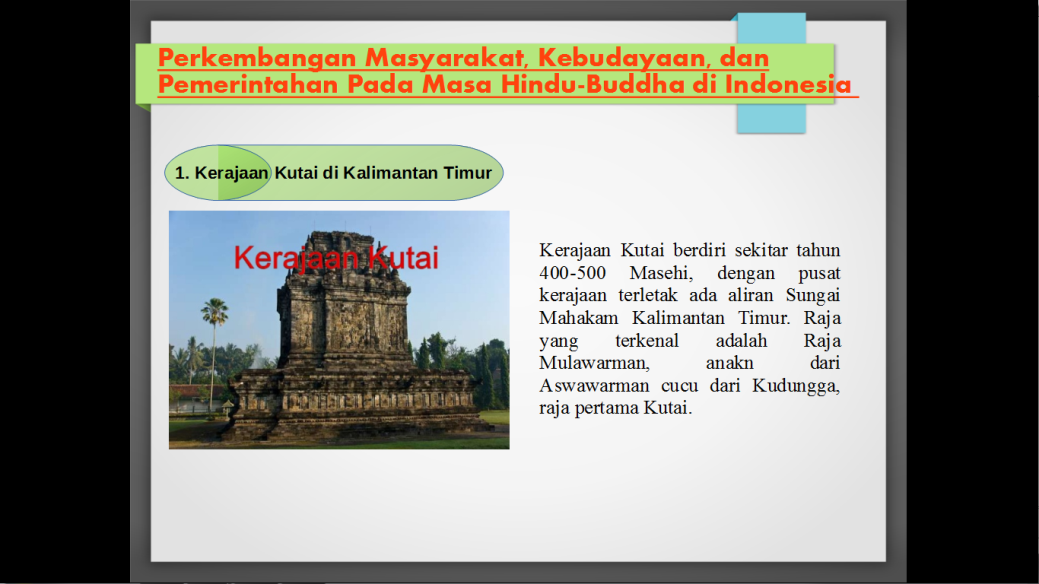 Perkembangan Masyarakat, Kebudayaan, dan
Pemerintahan Pada Masa Hindu-Buddha di Indonesia
1. Kerajaan Kutai di Kalimantan Timur
Kerajaan Kutai
Kerajaan Kutai berdiri sekitar tahun
400-500 Masehi, dengan pusat
kerajaan terletak ada aliran Sungai
Mahakam Kalimantan Timur. Raja
yang terkenal adalah Raja
Mulawarman, anakn dari
Aswawarman cucu dari Kudungga,
raja pertama Kutai.